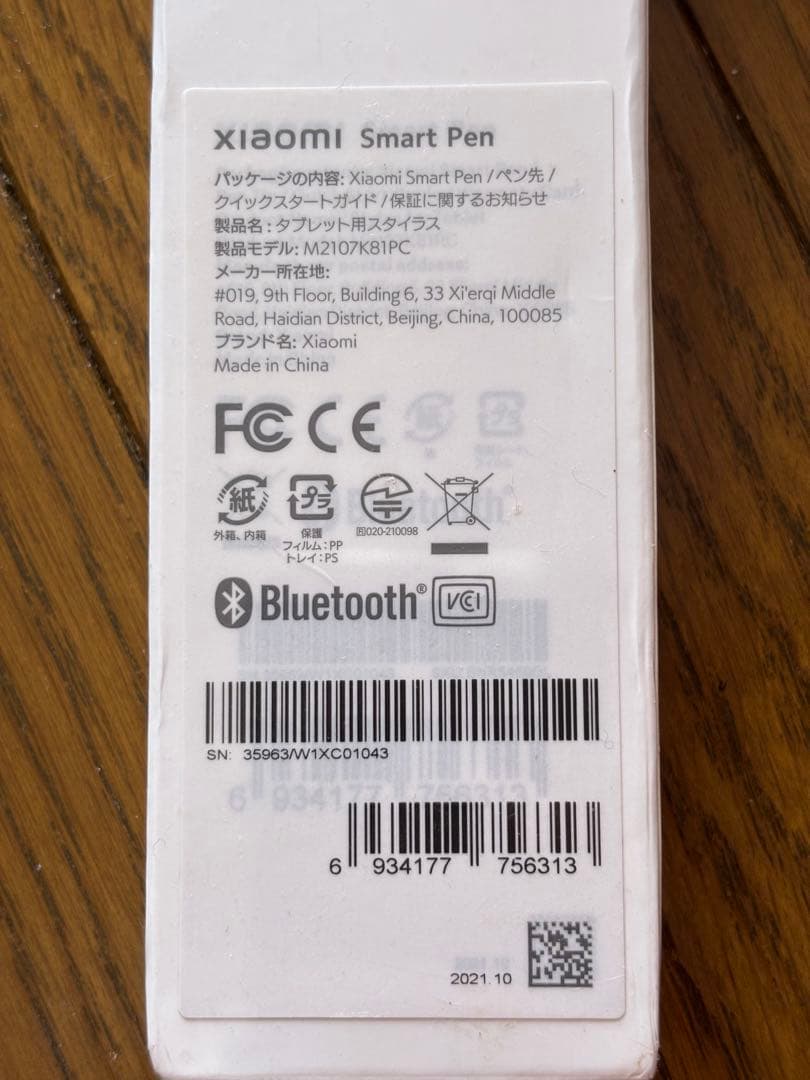 xiaomi Smart Pen
パッケージの内容: Xiaomi Smart Pen /ペン先 /
クイックスタートガイド /保証に関するお知らせ
製品名: タブレット用スタイラス
製品モデル: M2107K81PC
メーカー所在地:
#019, 9th Floor, Building 6, 33 Xi'erqi Middle
Road, Haidian District, Beijing, China, 100085
ブランド名: Xiaomi
Made in China
FC CE
紙 プラ
外箱、内箱 保護 R020-210098
フィルム: PP
トレイ: PS
Bluetooth® VCCI
SN: 35963/W1XC01043
6 934177 756313
2021.10